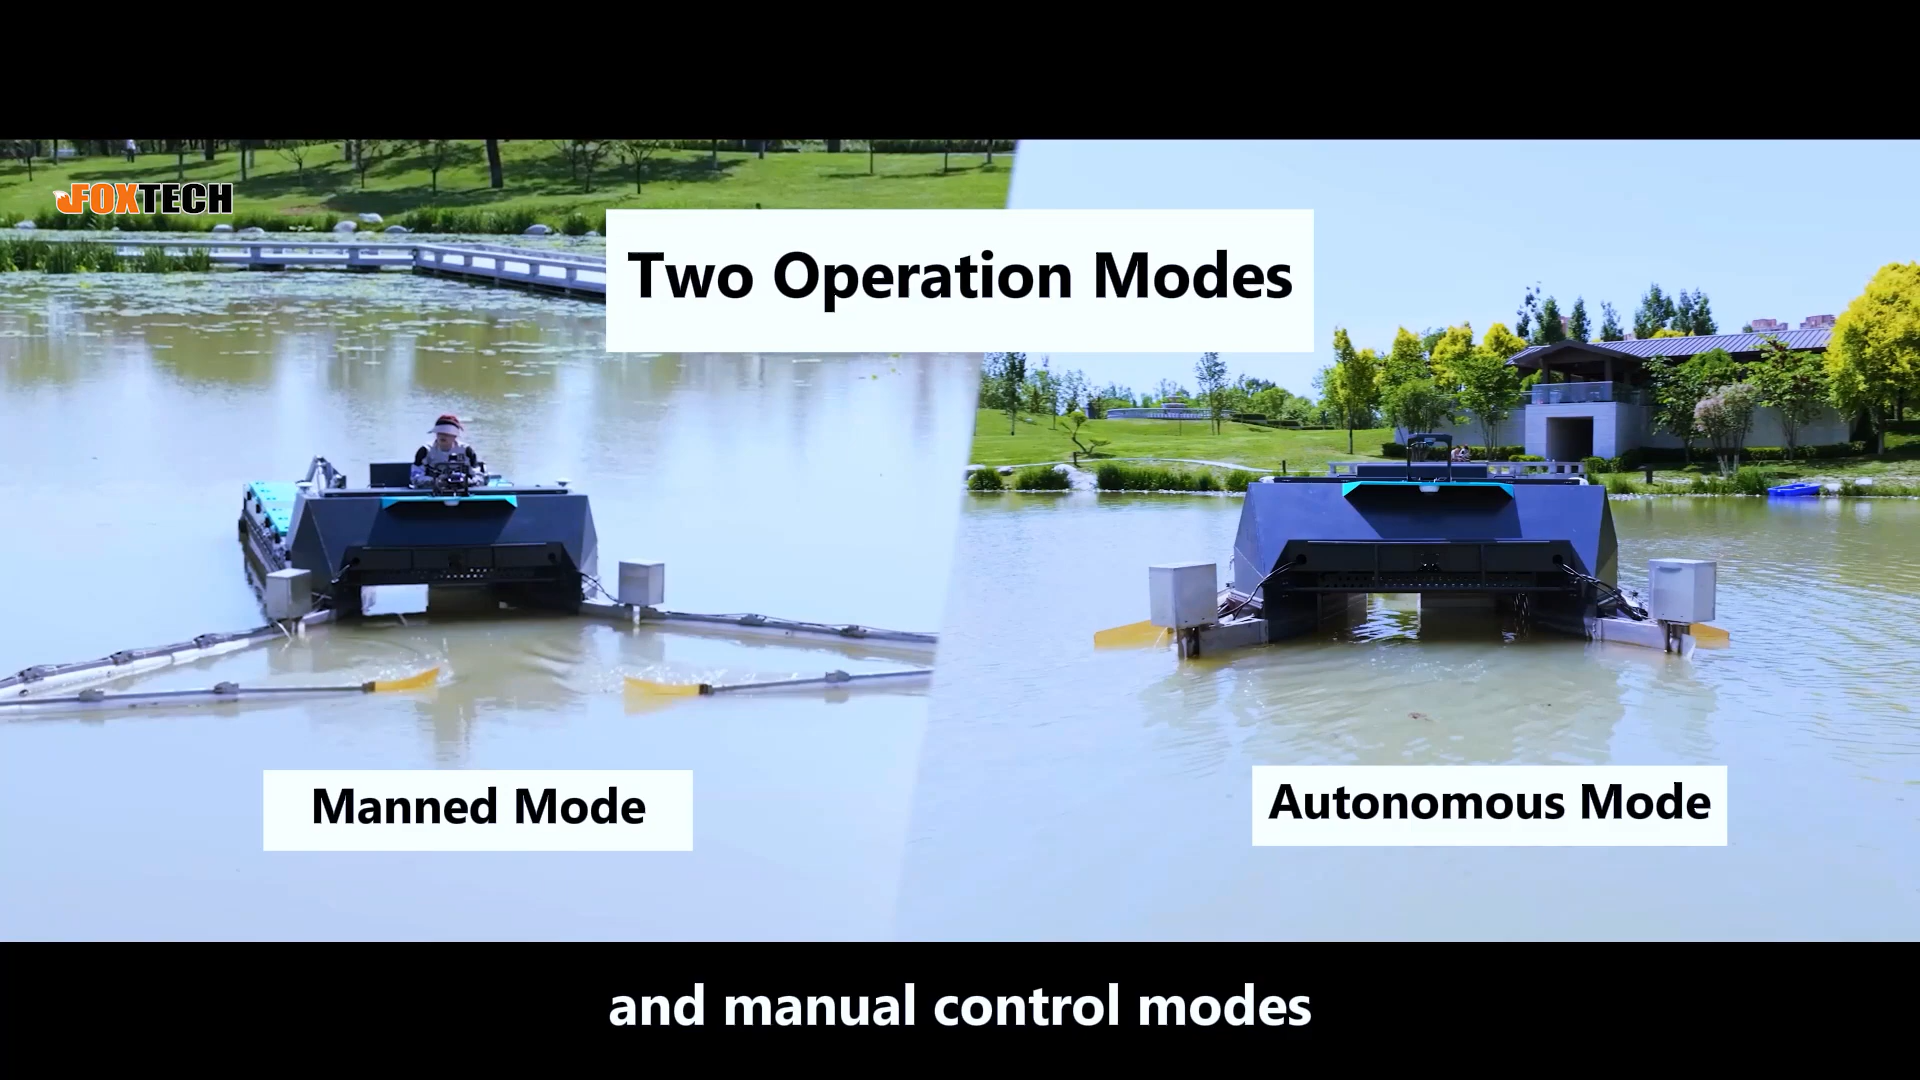 FOXTECH
Two Operation Modes
Manned Mode
Autonomous Mode
and manual control modes